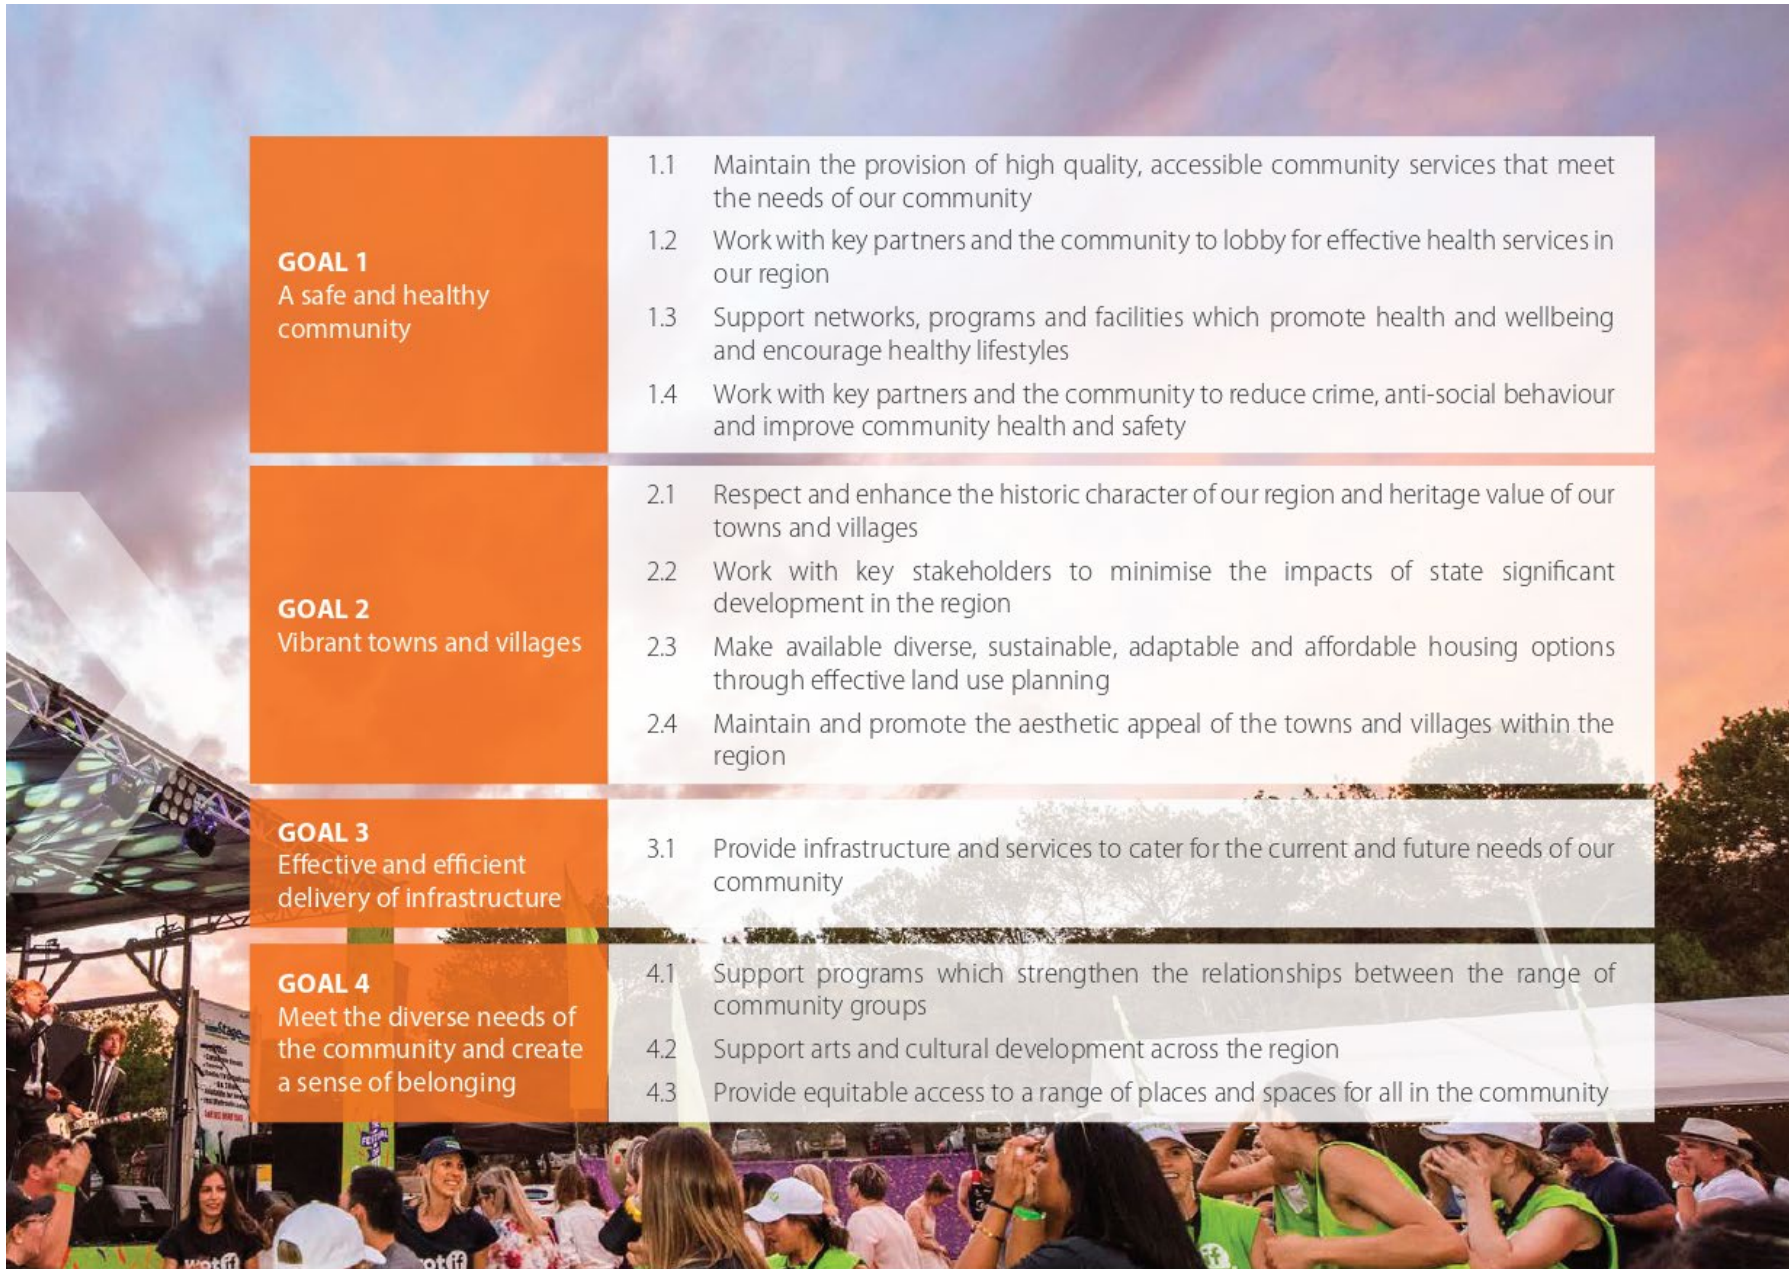 GOAL 1
A safe and healthy
community
1.1 Maintain the provision of high quality, accessible community services that meet
the needs of our community
1.2 Work with key partners and the community to lobby for effective health services in
our region
1.3 Support networks, programs and facilities which promote health and wellbeing
and encourage healthy lifestyles
1.4 Work with key partners and the community to reduce crime, anti-social behaviour
and improve community health and safety
GOAL 2
Vibrant towns and villages
2.1 Respect and enhance the historic character of our region and heritage value of our
towns and villages
2.2 Work with key stakeholders to minimise the impacts of state significant
development in the region
2.3 Make available diverse, sustainable, adaptable and affordable housing options
through effective land use planning
2.4 Maintain and promote the aesthetic appeal of the towns and villages within the
region
GOAL 3
Effective and efficient
delivery of infrastructure
3.1 Provide infrastructure and services to cater for the current and future needs of our
community
GOAL 4
Meet the diverse needs of
the community and create
a sense of belonging
4.1 Support programs which strengthen the relationships between the range of
community groups
4.2 Support arts and cultural development across the region
4.3 Provide equitable access to a range of places and spaces for all in the community
Stage
FESTIVAL